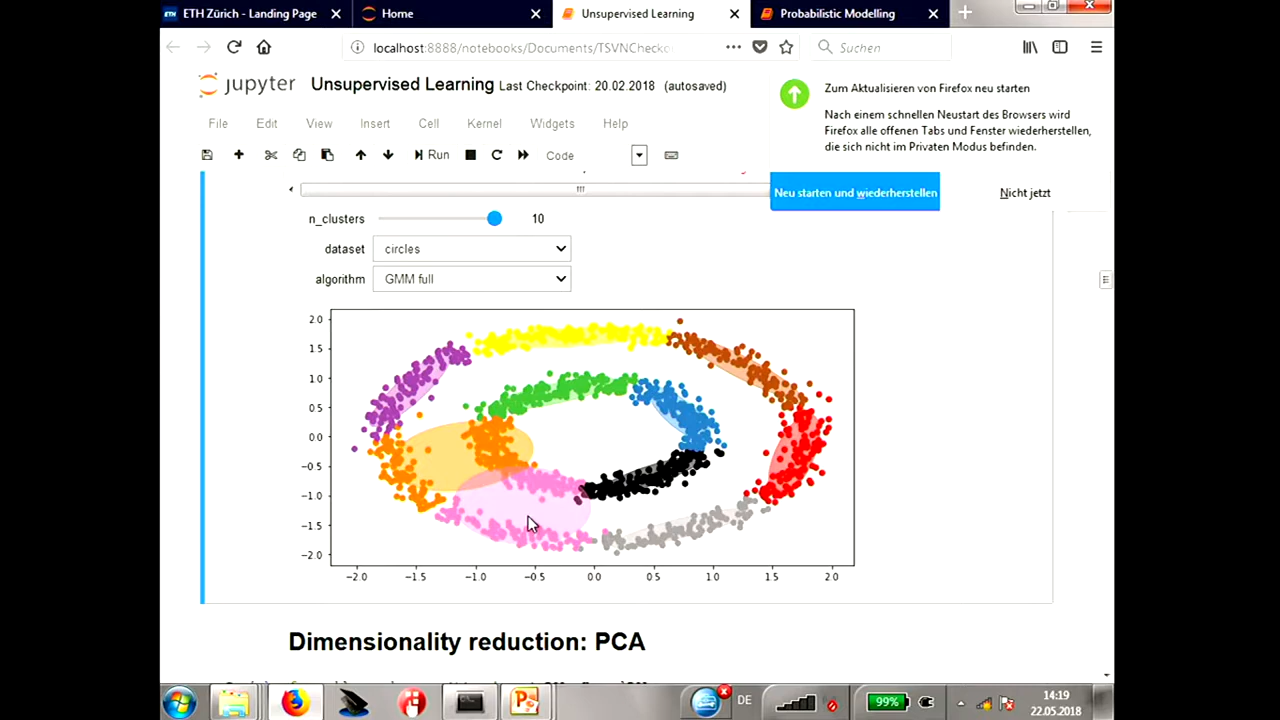 ETH Zürich - Landing Page
Home
Unsupervised Learning
Probabilistic Modelling
localhost:8888/notebooks/Documents/TSVNChecko
Suchen
jupyter Unsupervised Learning Last Checkpoint: 20.02.2018 (autosaved)
Zum Aktualisieren von Firefox neu starten
Nach einem schnellen Neustart des Browsers wird
Firefox alle offenen Tabs und Fenster wiederherstellen,
die sich nicht im Privaten Modus befinden.
Neu starten und wiederherstellen
Nicht jetzt
File Edit View Insert Cell Kernel Widgets Help
Run
Code
n_clusters 10
dataset circles
algorithm GMM full
2.0
1.5
1.0
0.5
0.0
−0.5
−1.0
−1.5
−2.0
−2.0 −1.5 −1.0 −0.5 0.0 0.5 1.0 1.5 2.0
Dimensionality reduction: PCA
DE
99%
14:19
22.05.2018